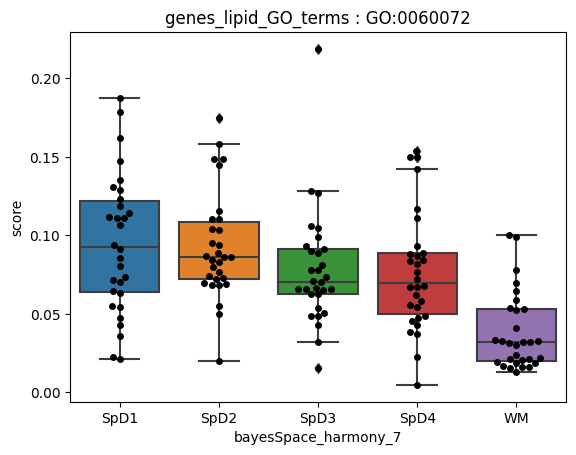 genes_lipid_GO_terms : GO:0060072
score
0.20
0.15
0.10
0.05
0.00
SpD1 SpD2 SpD3 SpD4 WM
bayesSpace_harmony_7